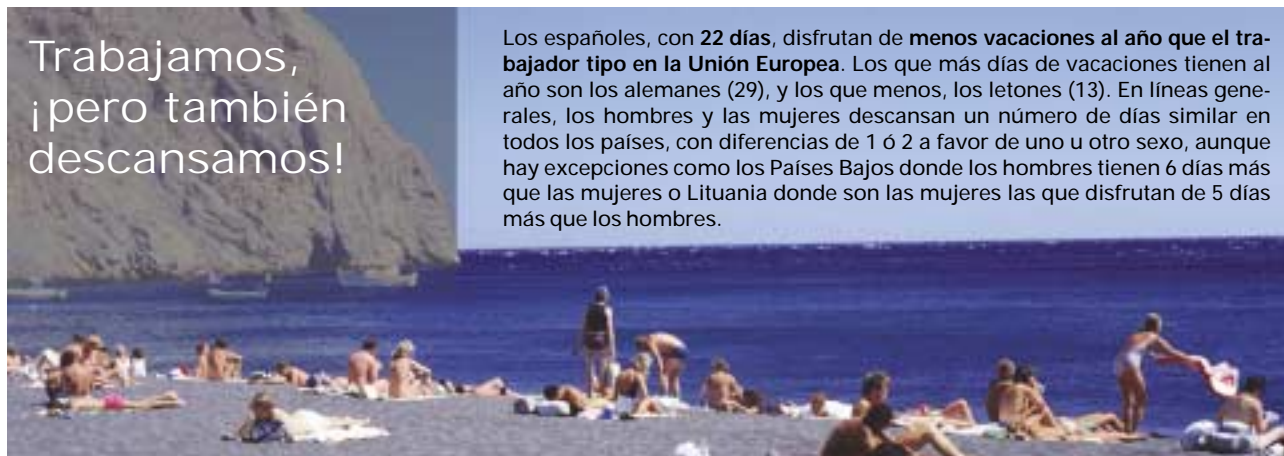 Trabajamos,
¡pero también
descansamos!
Los españoles, con 22 días, disfrutan de menos vacaciones al año que el tra-
bajador tipo en la Unión Europea. Los que más días de vacaciones tienen al
año son los alemanes (29), y los que menos, los letones (13). En líneas gene-
rales, los hombres y las mujeres descansan un número de días similar en
todos los países, con diferencias de 1 ó 2 a favor de uno u otro sexo, aunque
hay excepciones como los Países Bajos donde los hombres tienen 6 días más
que las mujeres o Lituania donde son las mujeres las que disfrutan de 5 días
más que los hombres.